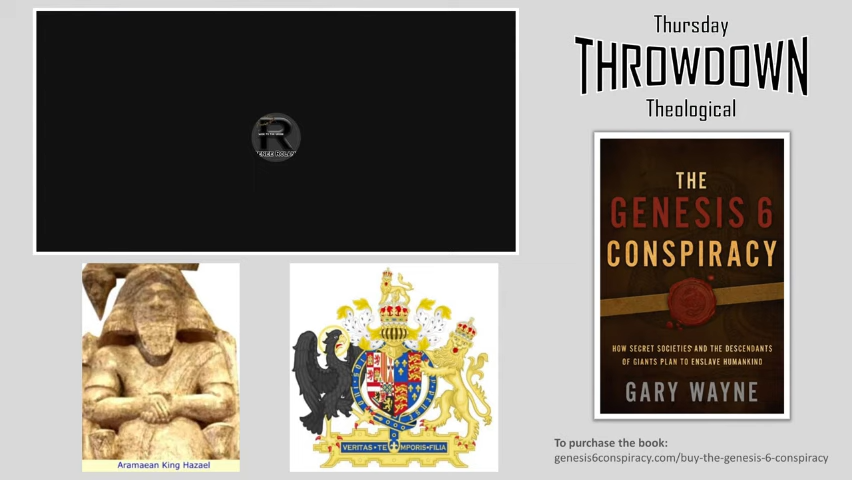 Thursday
THROWDOWN
Theological
R
THE
GENESIS 6
CONSPIRACY
HOW SECRET SOCIETIES AND THE DESCENDANTS
OF GIANTS PLAN TO ENSLAVE HUMANKIND
GARY WAYNE
Aramaean King Hazael
VERITAS TEMPORIS FILIA
To purchase the book:
genesis6conspiracy.com/buy-the-genesis-6-conspiracy